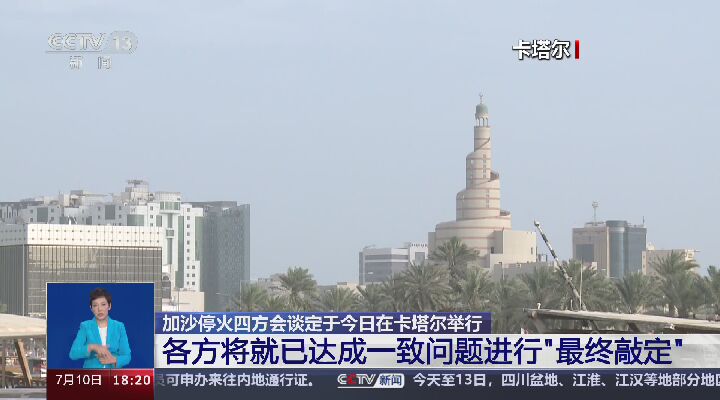 CCTV 13
新闻
卡塔尔
加沙停火四方会谈定于今日在卡塔尔举行
各方将就已达成一致问题进行"最终敲定"
7月10日 18:20 员可申办来往内地通行证。 CCTV 新闻 今天至13日，四川盆地、江淮、江汉等地部分地区